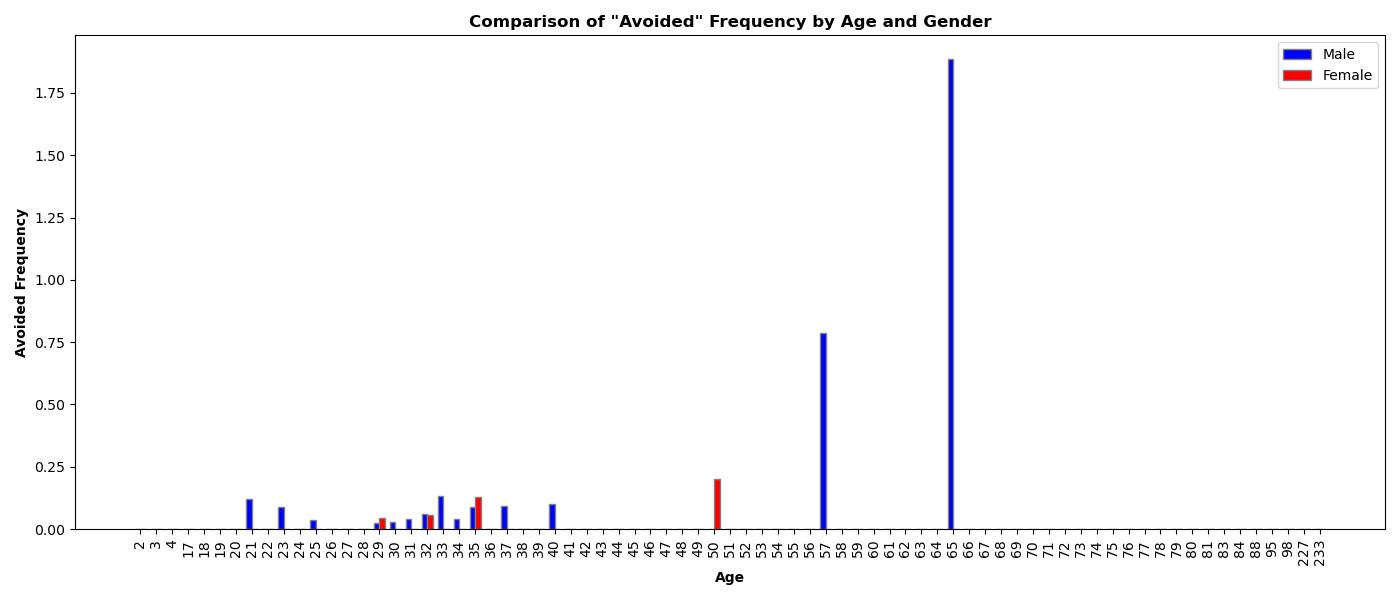 Comparison of "Avoided" Frequency by Age and Gender
Male
Female
Avoided Frequency
1.75
1.50
1.25
1.00
0.75
0.50
0.25
0.00
2 3 4 17 18 19 20 21 22 23 24 25 26 27 28 29 30 31 32 33 34 35 36 37 38 39 40 41 42 43 44 45 46 47 48 49 50 51 52 53 54 55 56 57 58 59 60 61 62 63 64 65 66 67 68 69 70 71 72 73 74 75 76 77 78 79 80 81 83 84 88 95 98 227 233
Age